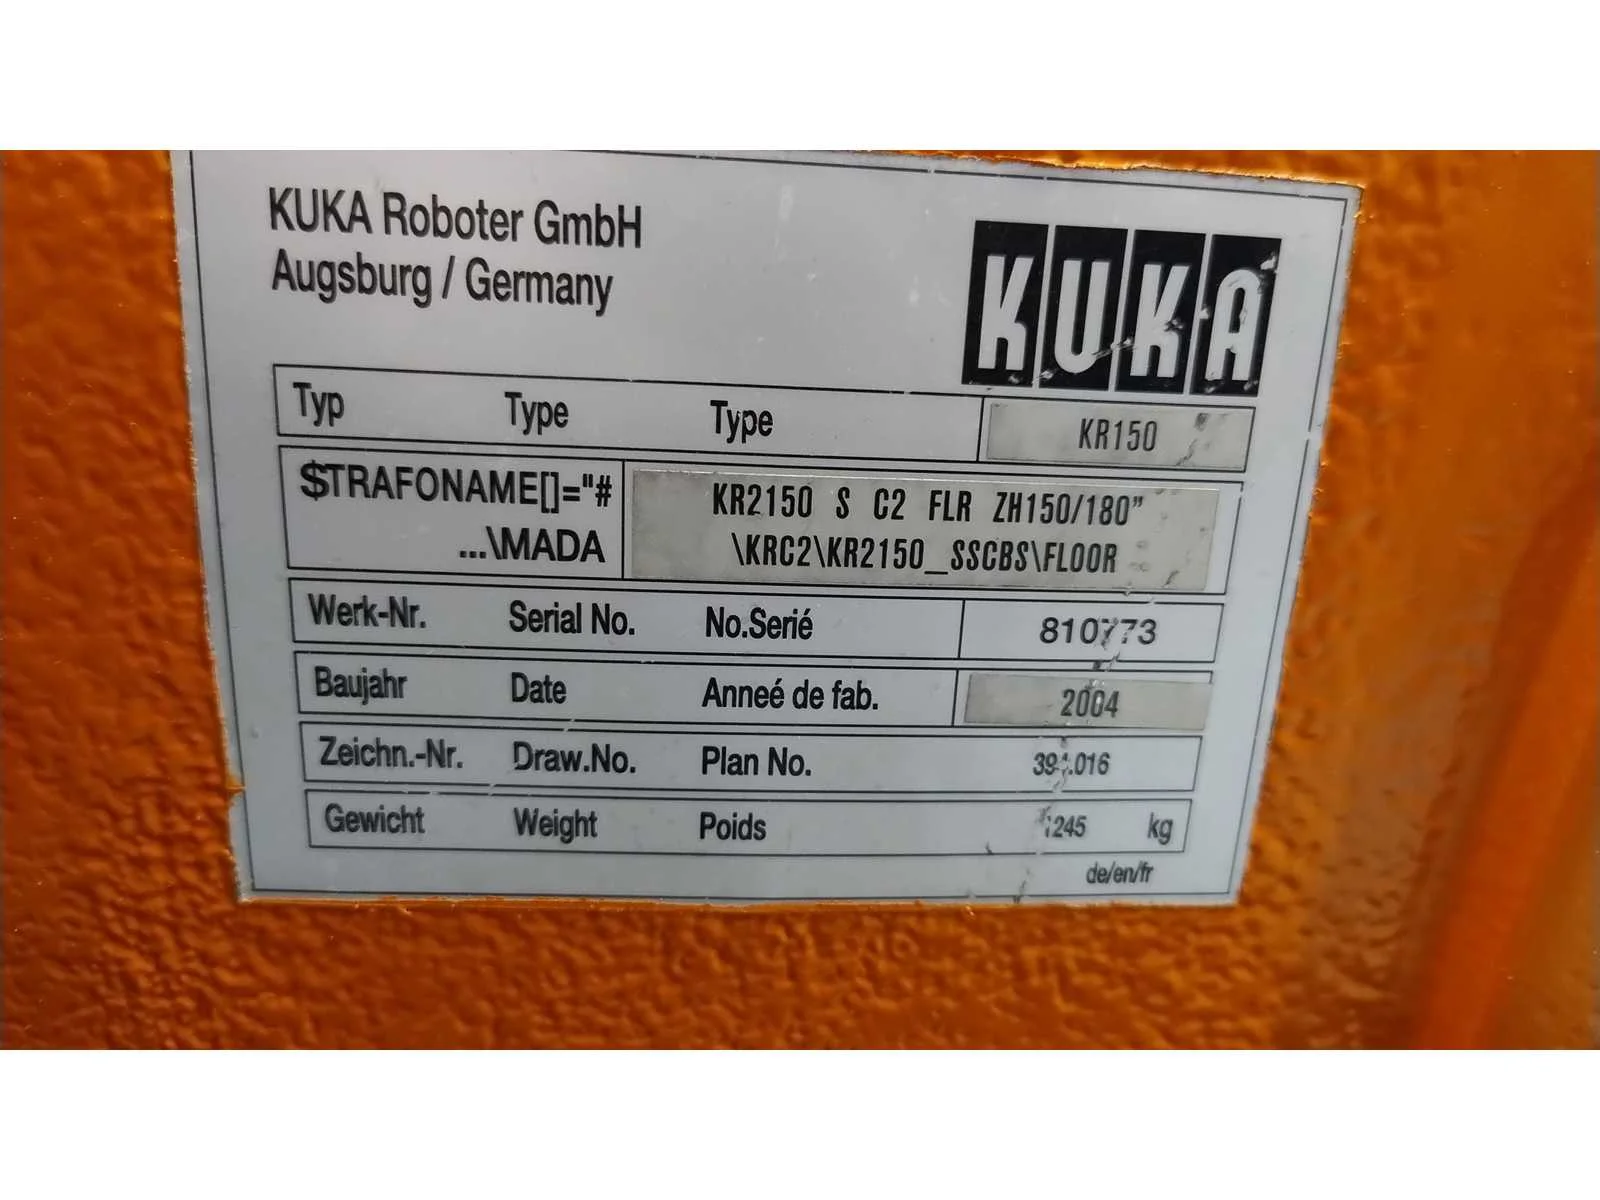 KUKA Roboter GmbH
Augsburg / Germany
KUKA
Typ Type Type KR150
$TRAFONAME[]="# KR2150 S C2 FLR ZH150/180”
...\MADA \KRC2\KR2150_SSCBS\FLOOR
Werk-Nr. Serial No. No.Serié 810773
Baujahr Date Anneé de fab. 2004
Zeichn.-Nr. Draw.No. Plan No.
Gewicht Weight Poids 1245 kg
de/en/fr